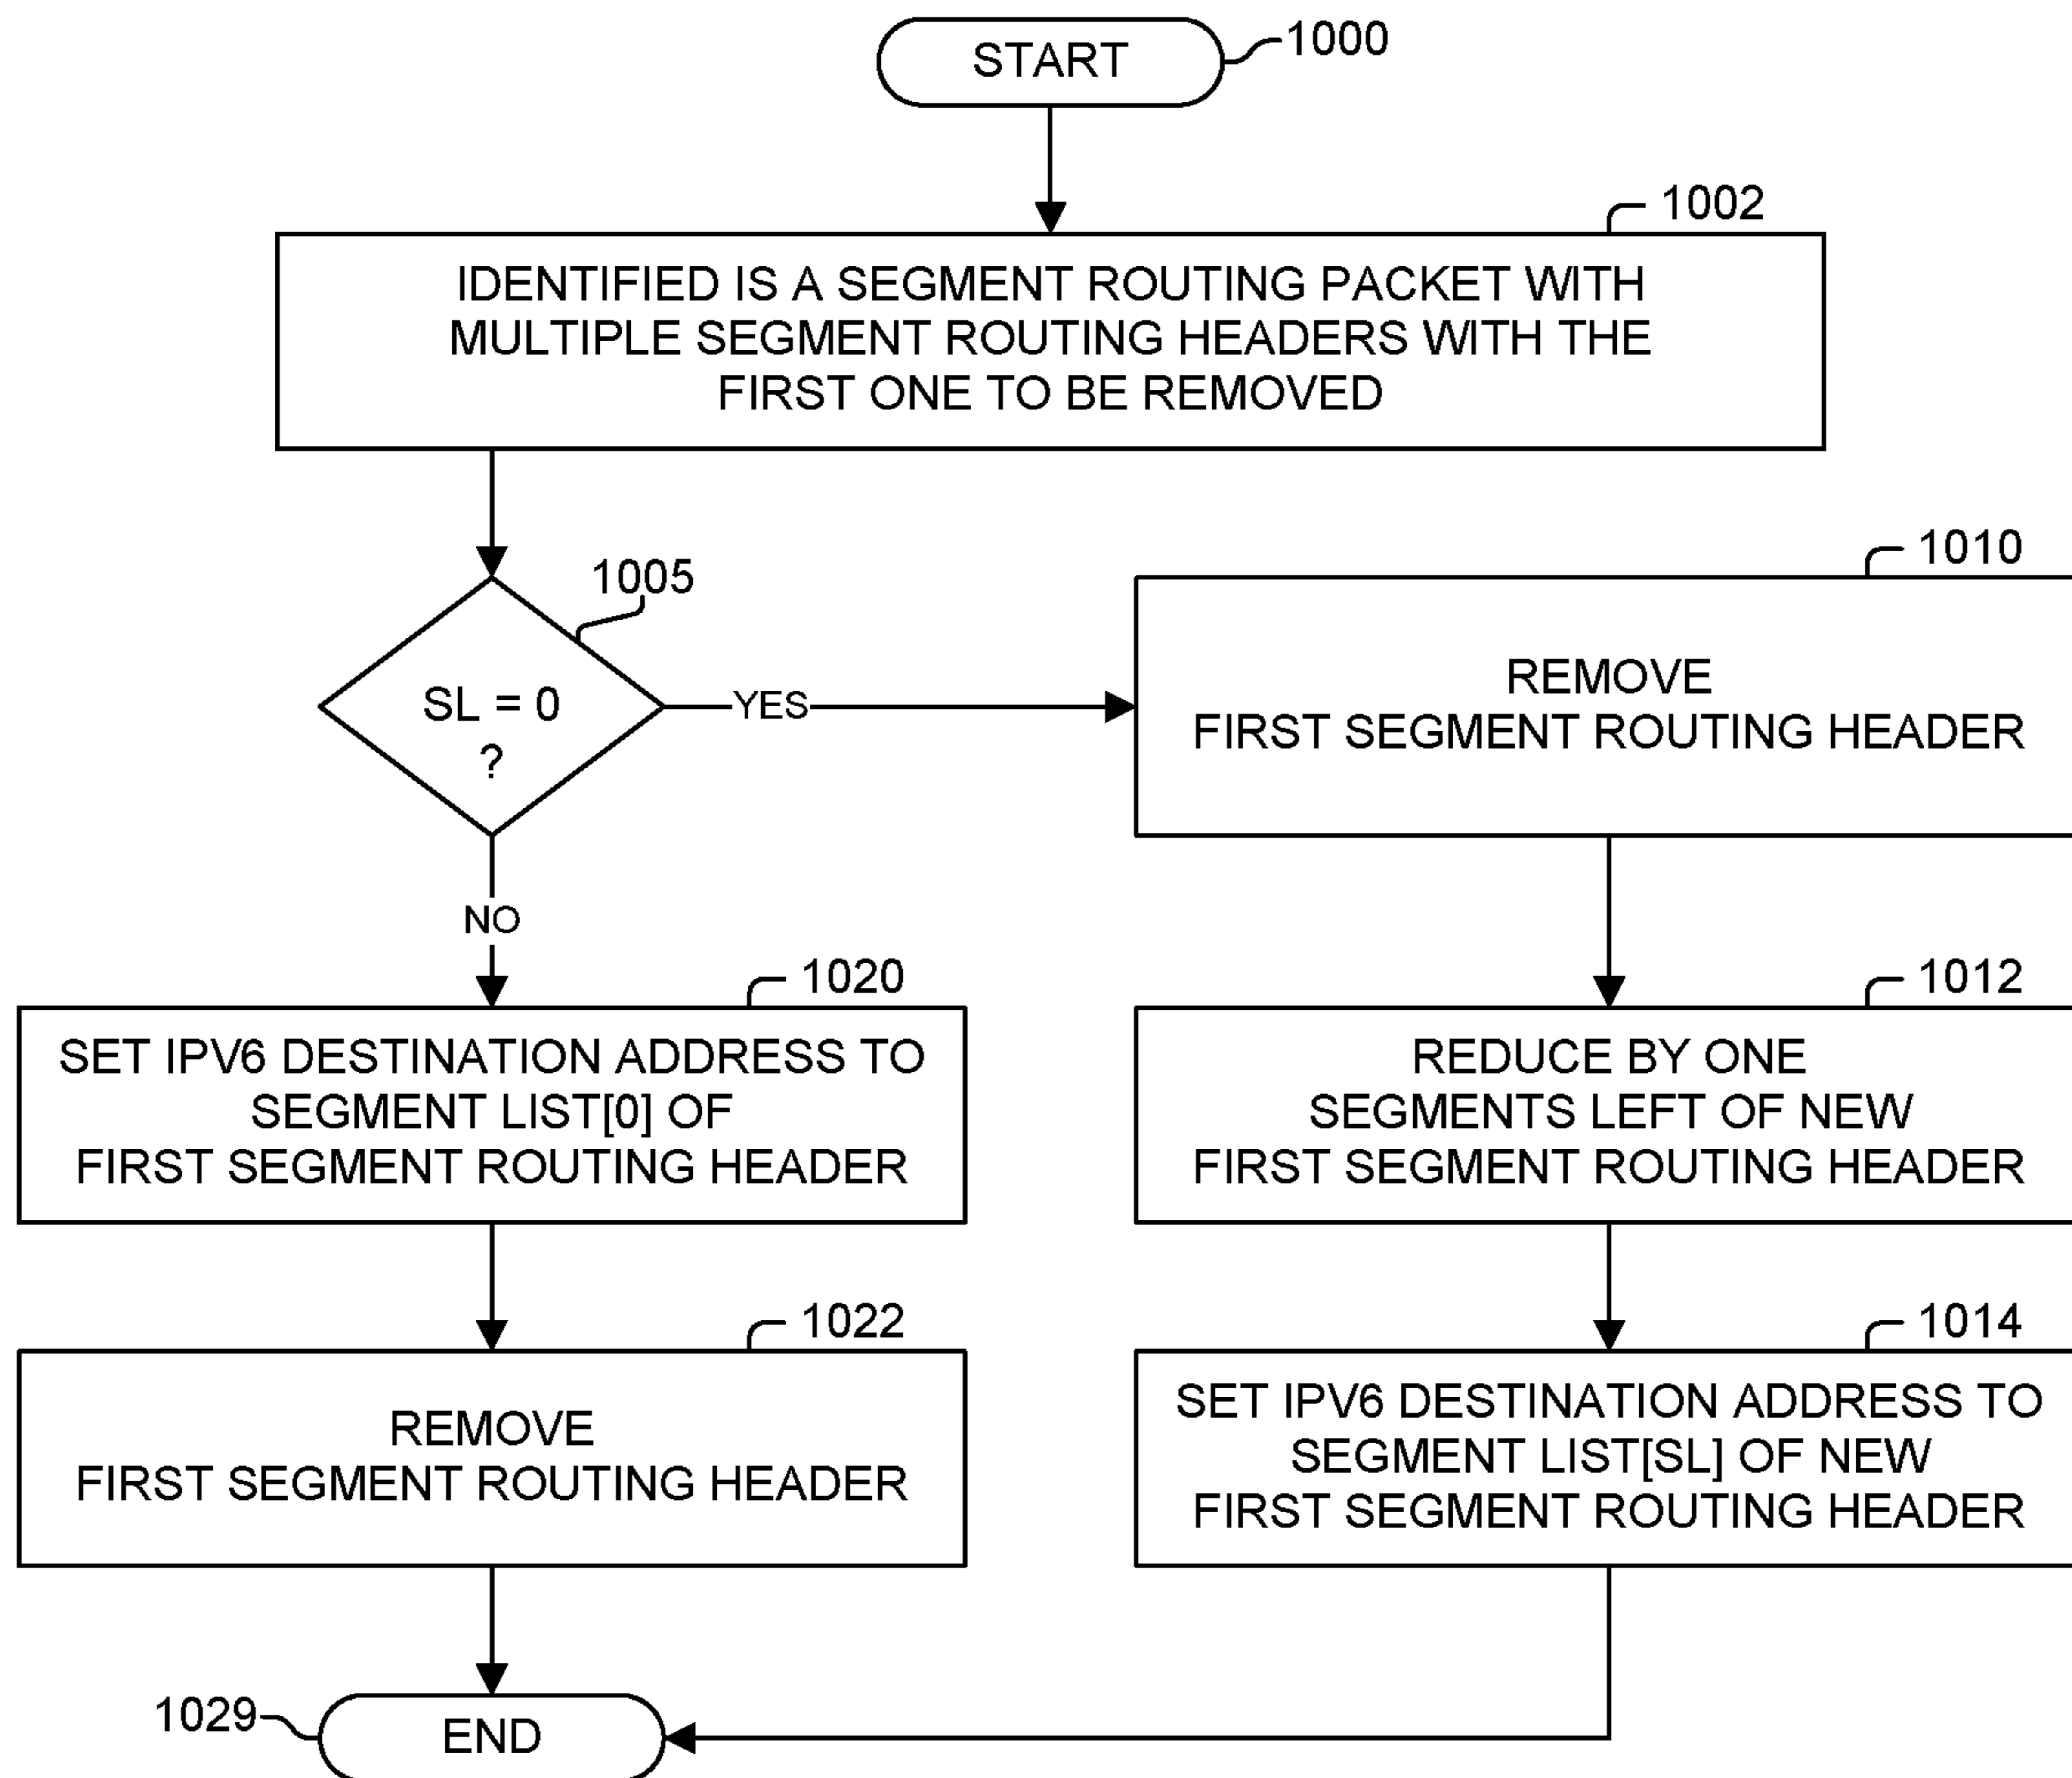 START
1000
1002
IDENTIFIED IS A SEGMENT ROUTING PACKET WITH
MULTIPLE SEGMENT ROUTING HEADERS WITH THE
FIRST ONE TO BE REMOVED
1005
SL = 0
?
YES
NO
1010
REMOVE
FIRST SEGMENT ROUTING HEADER
1020
SET IPV6 DESTINATION ADDRESS TO
SEGMENT LIST[0] OF
FIRST SEGMENT ROUTING HEADER
1012
REDUCE BY ONE
SEGMENTS LEFT OF NEW
FIRST SEGMENT ROUTING HEADER
1022
REMOVE
FIRST SEGMENT ROUTING HEADER
1014
SET IPV6 DESTINATION ADDRESS TO
SEGMENT LIST[SL] OF NEW
FIRST SEGMENT ROUTING HEADER
1029
END